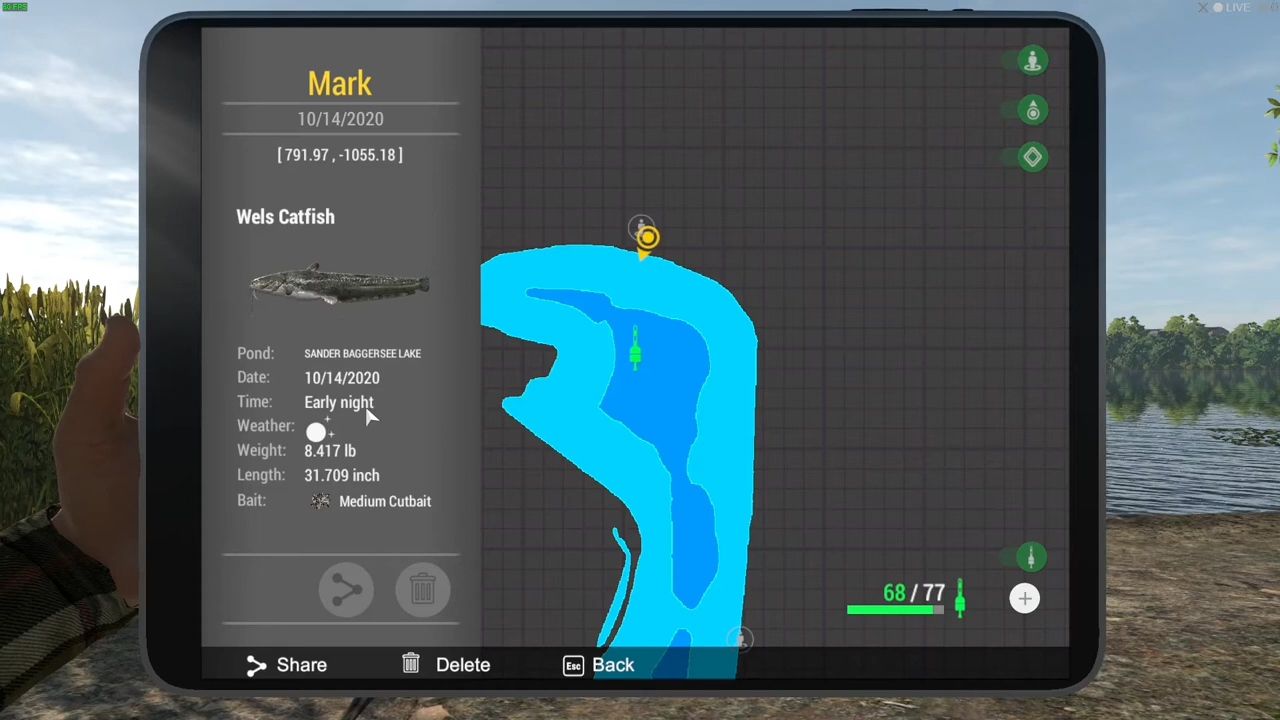 LIVE
Mark
10/14/2020
[ 791.97 , -1055.18 ]
Wels Catfish
Pond: SANDER BAGGERSEE LAKE
Date: 10/14/2020
Time: Early night
Weather:
Weight: 8.417 lb
Length: 31.709 inch
Bait: Medium Cutbait
68 / 77
Share Delete Esc Back